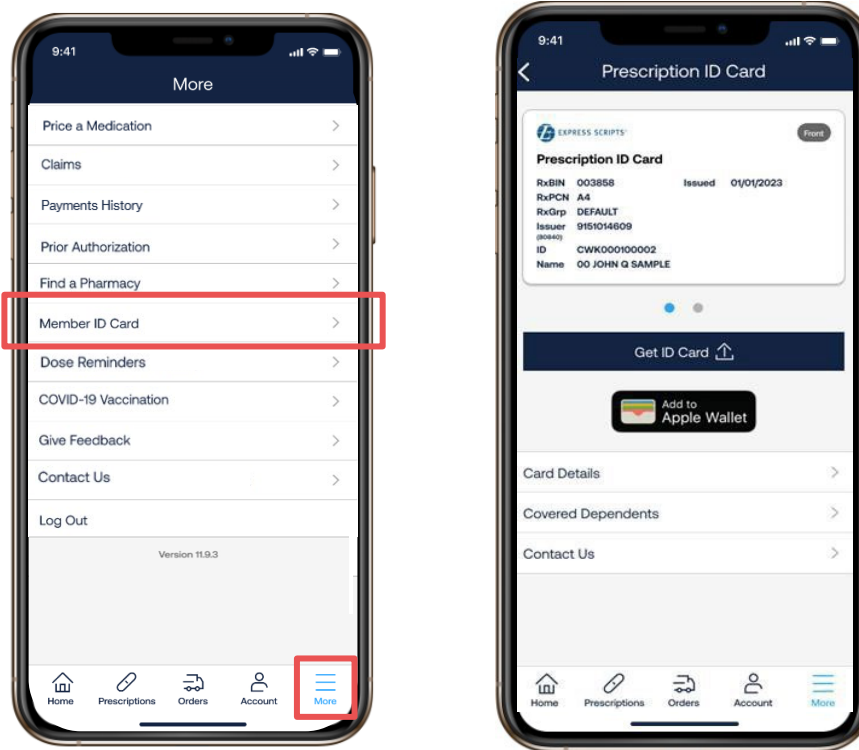 9:41
More
Price a Medication
Claims
Payments History
Prior Authorization
Find a Pharmacy
Member ID Card
Dose Reminders
COVID-19 Vaccination
Give Feedback
Contact Us
Log Out
Version 11.9.3
Home Prescriptions Orders Account More
9:41
Prescription ID Card
EXPRESS SCRIPTS® Front
Prescription ID Card
RxBIN 003858 Issued 01/01/2023
RxPCN A4
RxGrp DEFAULT
Issuer 9151014609
(80840)
ID CWK000100002
Name 00 JOHN Q SAMPLE
Get ID Card
Add to
Apple Wallet
Card Details
Covered Dependents
Contact Us
Home Prescriptions Orders Account More